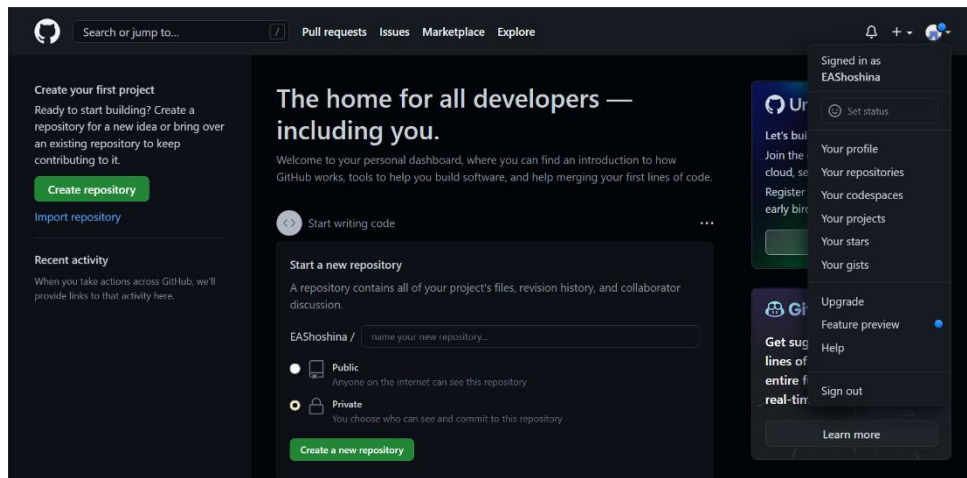 Search or jump to...
/
Pull requests Issues Marketplace Explore
Create your first project
Ready to start building? Create a
repository for a new idea or bring over
an existing repository to keep
contributing to it.
Create repository
Import repository
Recent activity
When you take actions across GitHub, we'll
provide links to that activity here.
The home for all developers —
including you.
Welcome to your personal dashboard, where you can find an introduction to how
GitHub works, tools to help you build software, and help merging your first lines of code.
Start writing code
Start a new repository
A repository contains all of your project's files, revision history, and collaborator
discussion.
EAShoshina / name your new repository...
Public
Anyone on the internet can see this repository
Private
You choose who can see and commit to this repository
Create a new repository
Let's bui
Join the
cloud, se
Register
early bird
Get sug
lines of
entire f
real-tim
Learn more
Signed in as
EAShoshina
Set status
Your profile
Your repositories
Your codespaces
Your projects
Your stars
Your gists
Upgrade
Feature preview
Help
Sign out